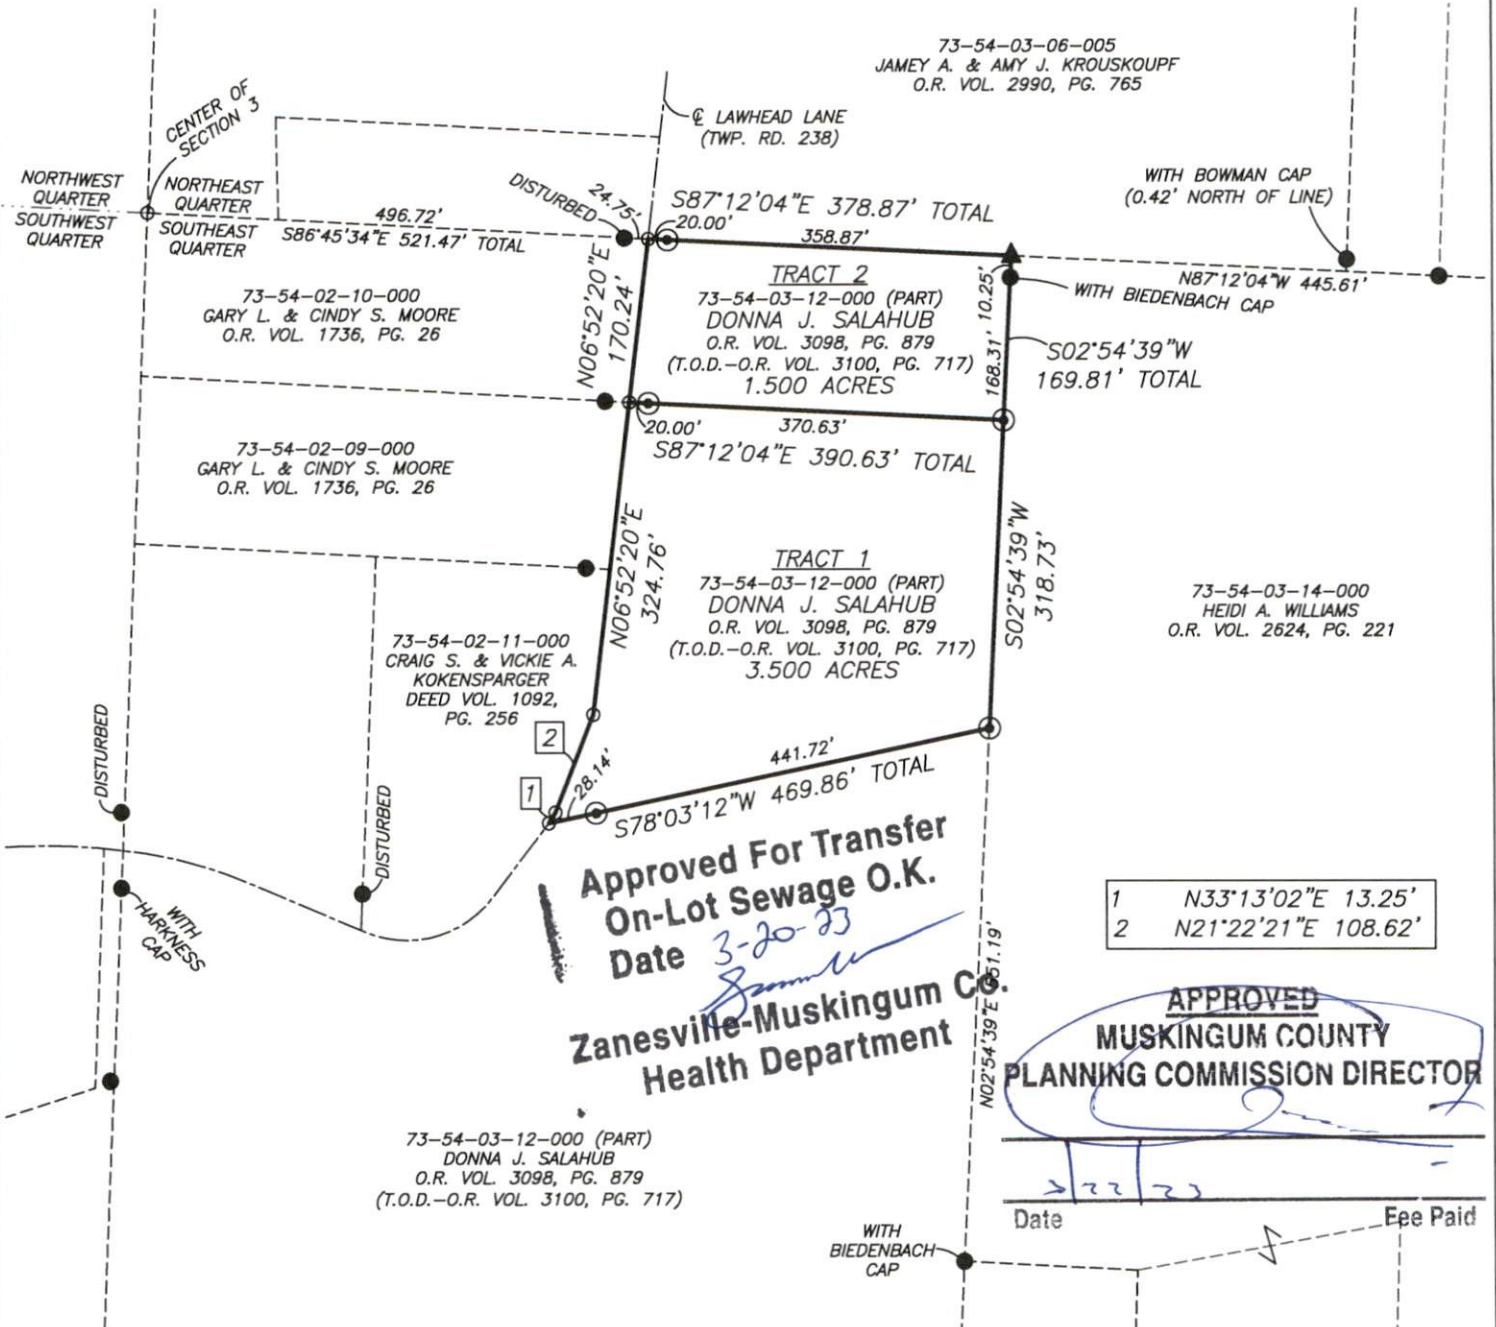 73-54-03-06-005
JAMEY A. & AMY J. KROUSKOUPF
O.R. VOL. 2990, PG. 765
CENTER OF
SECTION 3
℄ LAWHEAD LANE
(TWP. RD. 238)
NORTHWEST
QUARTER
NORTHEAST
QUARTER
SOUTHWEST
QUARTER
SOUTHEAST
QUARTER
DISTURBED
24.75'
496.72'
S86°45'34"E 521.47' TOTAL
S87°12'04"E 378.87' TOTAL
20.00'
358.87'
WITH BOWMAN CAP
(0.42' NORTH OF LINE)
N87°12'04"W 445.61'
WITH BIEDENBACH CAP
10.25'
168.31'
S02°54'39"W
169.81' TOTAL
73-54-02-10-000
GARY L. & CINDY S. MOORE
O.R. VOL. 1736, PG. 26
N06°52'20"E
170.24'
TRACT 2
73-54-03-12-000 (PART)
DONNA J. SALAHUB
O.R. VOL. 3098, PG. 879
(T.O.D.-O.R. VOL. 3100, PG. 717)
1.500 ACRES
20.00'
370.63'
S87°12'04"E 390.63' TOTAL
73-54-02-09-000
GARY L. & CINDY S. MOORE
O.R. VOL. 1736, PG. 26
N06°52'20"E
324.76'
TRACT 1
73-54-03-12-000 (PART)
DONNA J. SALAHUB
O.R. VOL. 3098, PG. 879
(T.O.D.-O.R. VOL. 3100, PG. 717)
3.500 ACRES
S02°54'39"W
318.73'
73-54-03-14-000
HEIDI A. WILLIAMS
O.R. VOL. 2624, PG. 221
73-54-02-11-000
CRAIG S. & VICKIE A.
KOKENSPARGER
DEED VOL. 1092,
PG. 256
2
1
28.14'
441.72'
S78°03'12"W 469.86' TOTAL
DISTURBED
DISTURBED
WITH
HARKNESS
CAP
Approved For Transfer
On-Lot Sewage O.K.
Date 3-20-23
Zanesville-Muskingum Co.
Health Department
N02°54'39"E
1 N33°13'02"E 13.25'
2 N21°22'21"E 108.62'
APPROVED
MUSKINGUM COUNTY
PLANNING COMMISSION DIRECTOR
3/22/23
Date
Fee Paid
73-54-03-12-000 (PART)
DONNA J. SALAHUB
O.R. VOL. 3098, PG. 879
(T.O.D.-O.R. VOL. 3100, PG. 717)
WITH
BIEDENBACH
CAP